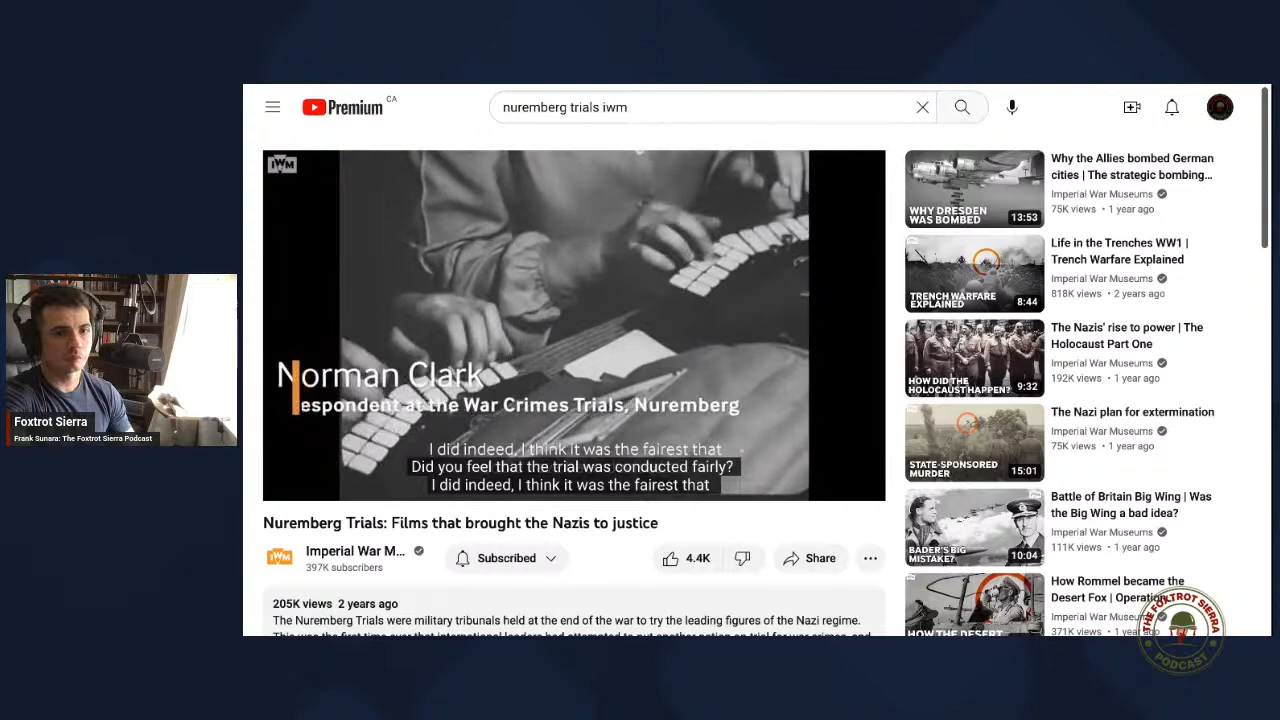 Premium
CA
nuremberg trials iwm
IWM
Norman Clark
espondent at the War Crimes Trials, Nuremberg
I did indeed, I think it was the fairest that
Did you feel that the trial was conducted fairly?
I did indeed, I think it was the fairest that
Nuremberg Trials: Films that brought the Nazis to justice
IWM
Imperial War M...
397K subscribers
Subscribed
4.4K
Share
205K views 2 years ago
The Nuremberg Trials were military tribunals held at the end of the war to try the leading figures of the Nazi regime.
This was the first time ever that international leaders had attempted to put another nation on trial for war crimes, and
WHY DRESDEN
WAS BOMBED
13:53
Why the Allies bombed German
cities | The strategic bombing...
Imperial War Museums
75K views • 1 year ago
TRENCH WARFARE
EXPLAINED
8:44
Life in the Trenches WW1 |
Trench Warfare Explained
Imperial War Museums
818K views • 2 years ago
HOW DID THE
HOLOCAUST HAPPEN?
9:32
The Nazis' rise to power | The
Holocaust Part One
Imperial War Museums
192K views • 1 year ago
STATE-SPONSORED
MURDER
15:01
The Nazi plan for extermination
Imperial War Museums
75K views • 1 year ago
BADER'S BIG
MISTAKE?
10:04
Battle of Britain Big Wing | Was
the Big Wing a bad idea?
Imperial War Museums
111K views • 1 year ago
HOW THE DESERT
How Rommel became the
Desert Fox | Operation
Imperial War Museu
371K views • 1 year ago
Foxtrot Sierra
Frank Sunara: The Foxtrot Sierra Podcast
THE FOXTROT SIERRA
PODCAST